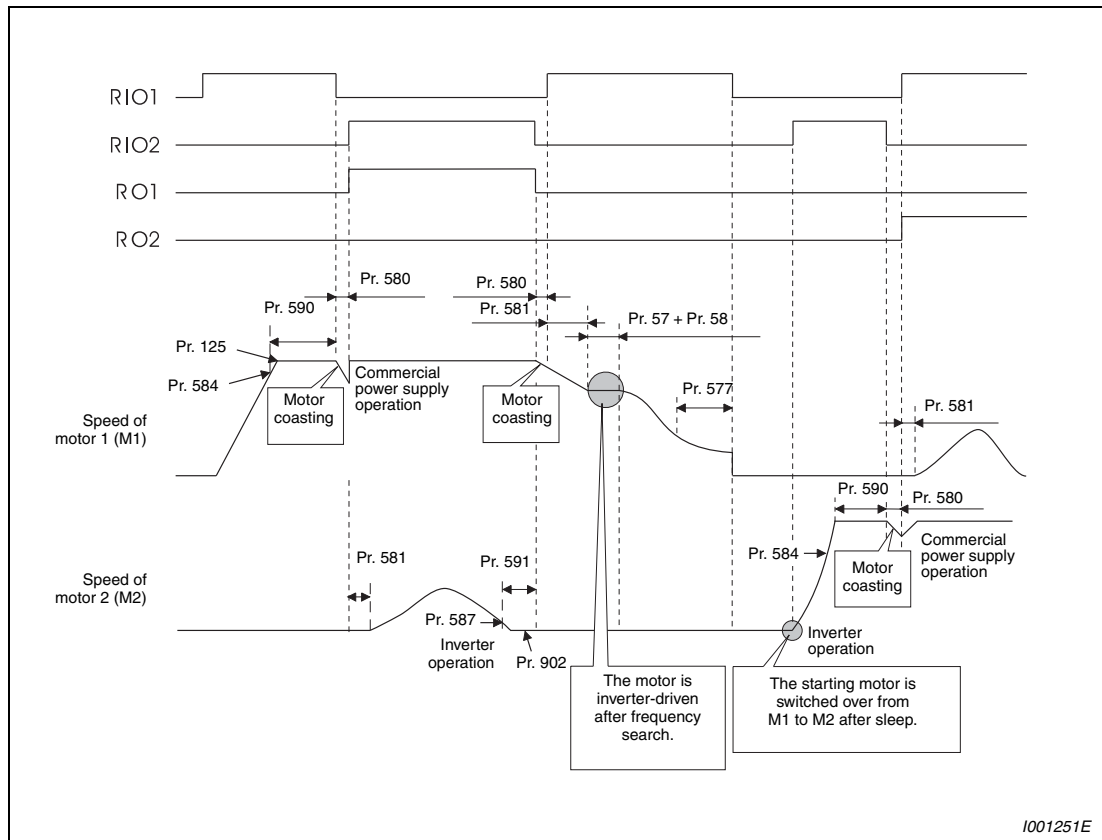 RIO1
RIO2
RO1
RO2
Pr. 580
Pr. 580
Pr. 590
Pr. 581
Pr. 57 + Pr. 58
Pr. 125
Pr. 584
Motor
coasting
Commercial
power supply
operation
Motor
coasting
Pr. 577
Pr. 581
Speed of
motor 1 (M1)
Pr. 590
Pr. 580
Pr. 581
Pr. 591
Pr. 584
Motor
coasting
Commercial
power supply
operation
Speed of
motor 2 (M2)
Pr. 587
Inverter
operation
Pr. 902
Inverter
operation
The motor is
inverter-driven
after frequency
search.
The starting motor is
switched over from
M1 to M2 after sleep.
I001251E